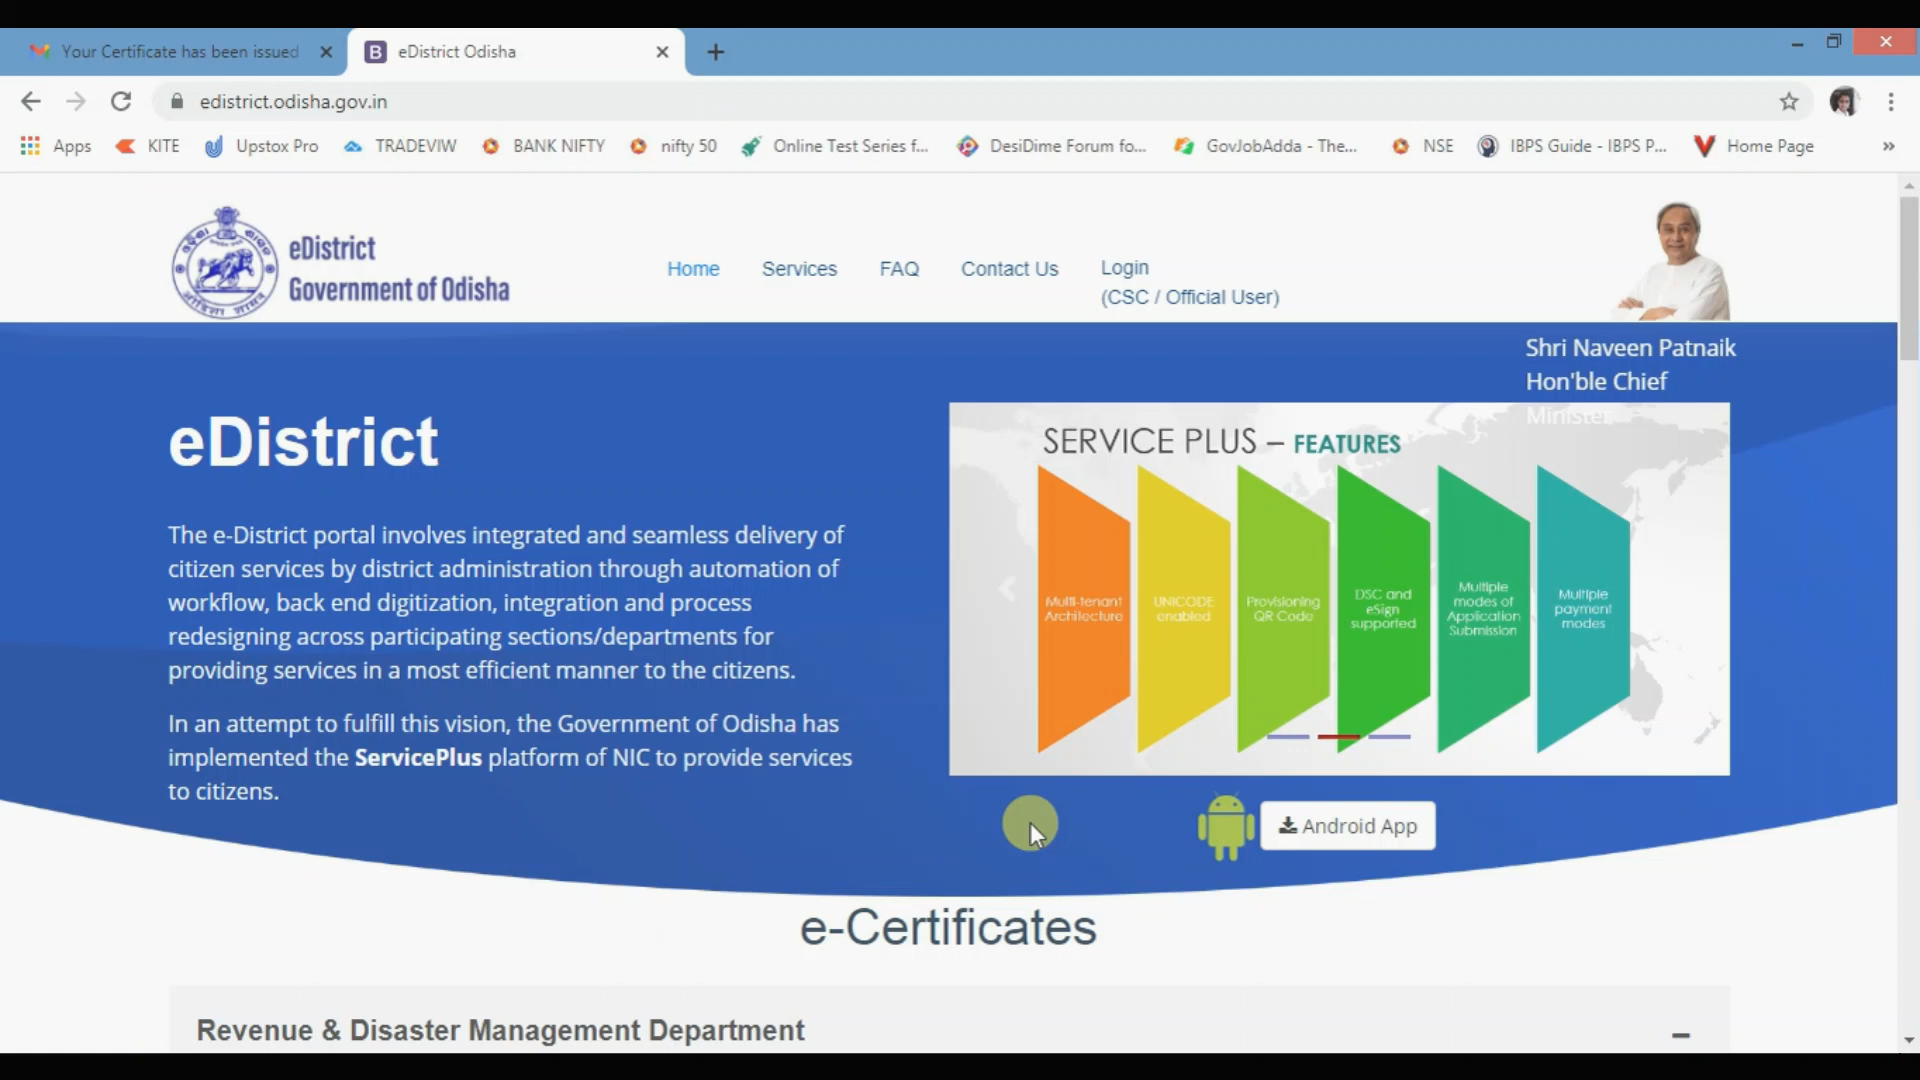 Your Certificate has been issued
eDistrict Odisha
edistrict.odisha.gov.in
Apps
KITE
Upstox Pro
TRADEVIW
BANK NIFTY
nifty 50
Online Test Series f...
DesiDime Forum fo...
GovJobAdda - The...
NSE
IBPS Guide - IBPS P...
Home Page
»
eDistrict
Government of Odisha
Home
Services
FAQ
Contact Us
Login
(CSC / Official User)
Shri Naveen Patnaik
Hon'ble Chief
Minister
eDistrict
The e-District portal involves integrated and seamless delivery of
citizen services by district administration through automation of
workflow, back end digitization, integration and process
redesigning across participating sections/departments for
providing services in a most efficient manner to the citizens.
In an attempt to fulfill this vision, the Government of Odisha has
implemented the ServicePlus platform of NIC to provide services
to citizens.
SERVICE PLUS – FEATURES
Multi-tenant
Architecture
UNICODE
enabled
Provisioning
QR Code
DSC and
eSign
supported
Multiple
modes of
Application
Submission
Multiple
payment
modes
Android App
e-Certificates
Revenue & Disaster Management Department